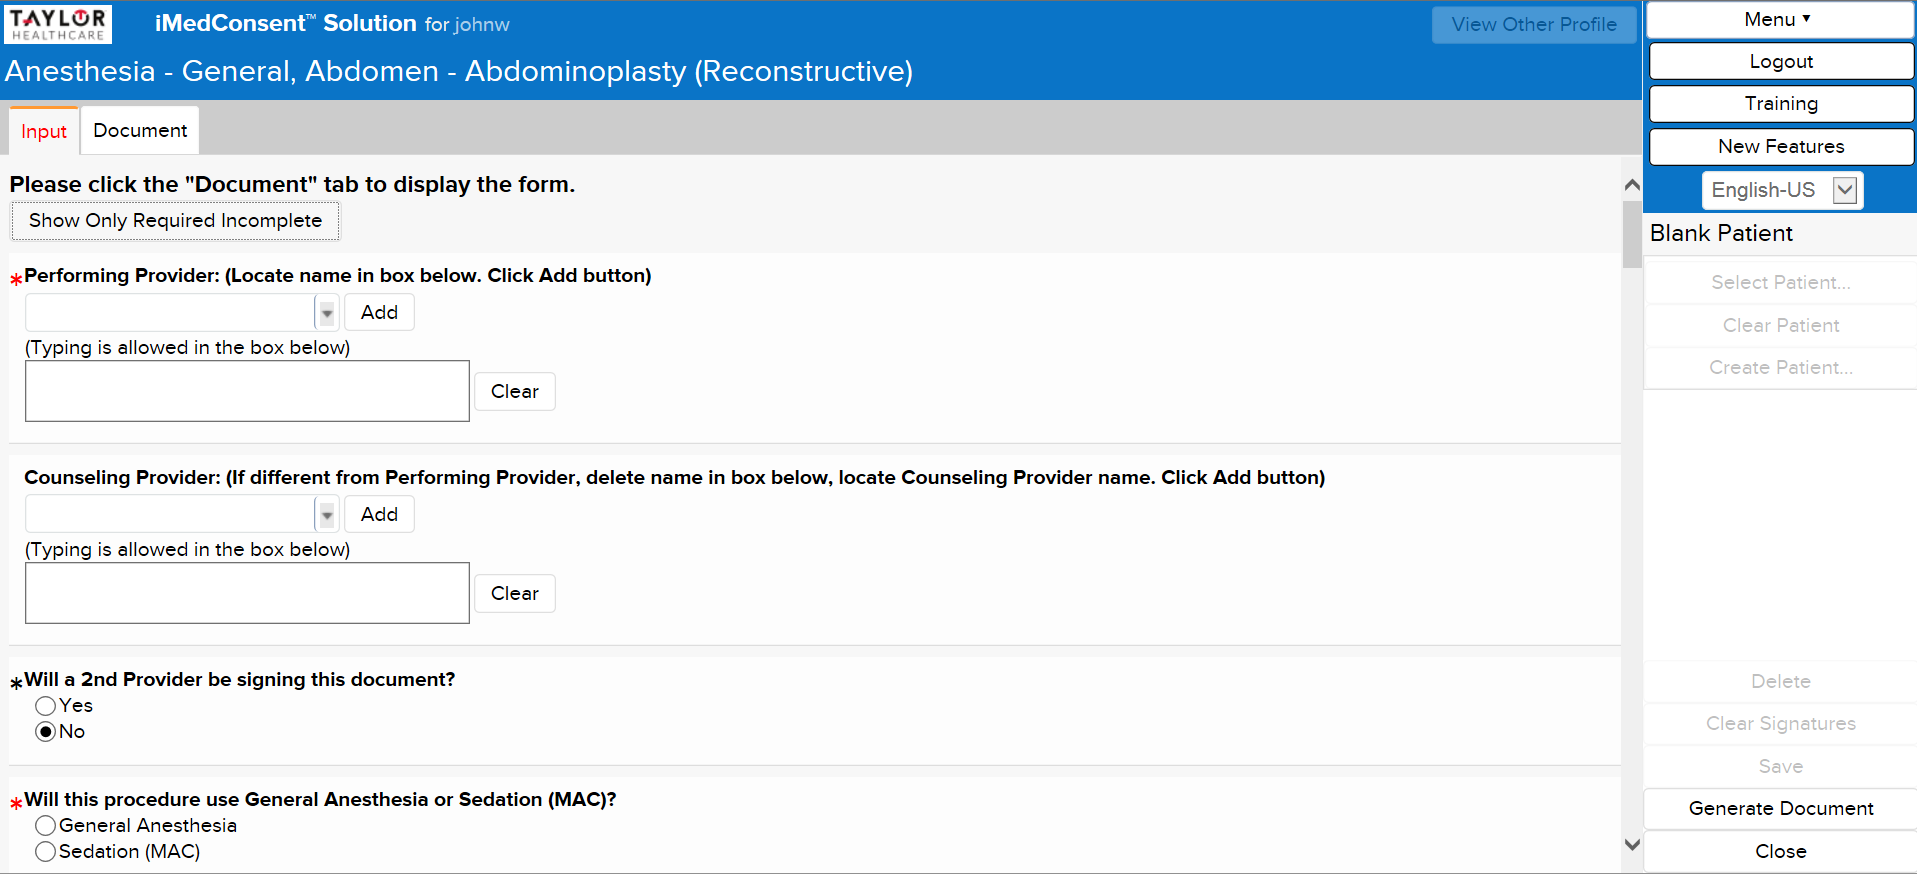 TAYLOR
HEALTHCARE
iMedConsent™ Solution for johnw
View Other Profile
Anesthesia - General, Abdomen - Abdominoplasty (Reconstructive)
Input
Document
Please click the "Document" tab to display the form.
Show Only Required Incomplete
*Performing Provider: (Locate name in box below. Click Add button)
Add
(Typing is allowed in the box below)
Clear
Counseling Provider: (If different from Performing Provider, delete name in box below, locate Counseling Provider name. Click Add button)
Add
(Typing is allowed in the box below)
Clear
*Will a 2nd Provider be signing this document?
Yes
No
*Will this procedure use General Anesthesia or Sedation (MAC)?
General Anesthesia
Sedation (MAC)
Menu ▾
Logout
Training
New Features
English-US
Blank Patient
Select Patient...
Clear Patient
Create Patient...
Delete
Clear Signatures
Save
Generate Document
Close